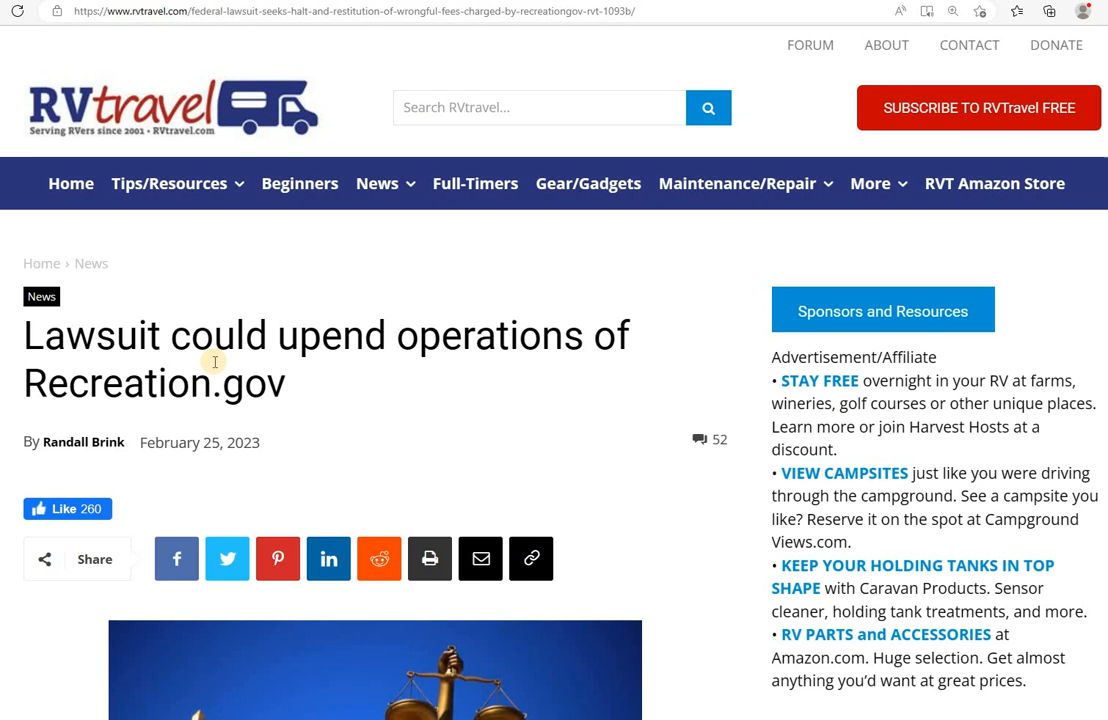 https://www.rvtravel.com/federal-lawsuit-seeks-halt-and-restitution-of-wrongful-fees-charged-by-recreationgov-rvt-1093b/
FORUM ABOUT CONTACT DONATE
RVtravel
Serving RVers since 2001 • RVtravel.com
Search RVtravel...
SUBSCRIBE TO RVTravel FREE
Home Tips/Resources Beginners News Full-Timers Gear/Gadgets Maintenance/Repair More RVT Amazon Store
Home › News
News
Lawsuit could upend operations of
Recreation.gov
By Randall Brink February 25, 2023 52
Like 260
Share
Sponsors and Resources
Advertisement/Affiliate
• STAY FREE overnight in your RV at farms,
wineries, golf courses or other unique places.
Learn more or join Harvest Hosts at a
discount.
• VIEW CAMPSITES just like you were driving
through the campground. See a campsite you
like? Reserve it on the spot at Campground
Views.com.
• KEEP YOUR HOLDING TANKS IN TOP
SHAPE with Caravan Products. Sensor
cleaner, holding tank treatments, and more.
• RV PARTS and ACCESSORIES at
Amazon.com. Huge selection. Get almost
anything you’d want at great prices.